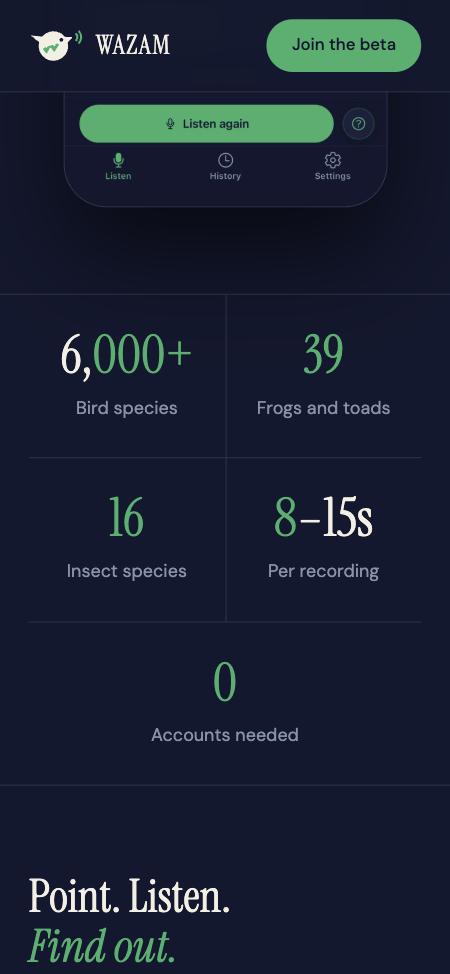 WAZAM
Join the beta
Listen again
Listen
History
Settings
6,000+
39
Bird species
Frogs and toads
16
8–15s
Insect species
Per recording
0
Accounts needed
Point. Listen.
Find out.